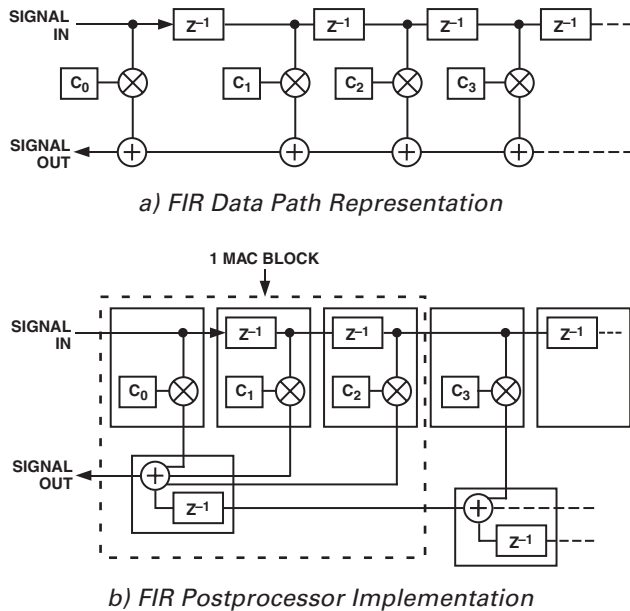 SIGNAL
IN
Z⁻¹ Z⁻¹ Z⁻¹ Z⁻¹
C₀ C₁ C₂ C₃
SIGNAL
OUT
+ + + +
a) FIR Data Path Representation
1 MAC BLOCK
SIGNAL
IN
Z⁻¹ Z⁻¹ Z⁻¹
C₀ C₁ C₂ C₃
SIGNAL
OUT
+
Z⁻¹
+
Z⁻¹
b) FIR Postprocessor Implementation